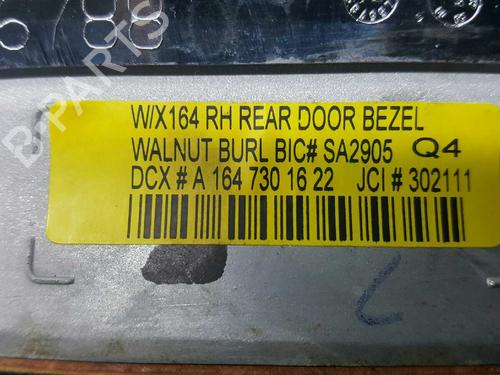 W/X164 RH REAR DOOR BEZEL
WALNUT BURL BIC# SA2905 Q4
DCX # A 164 730 16 22 JCI # 302111